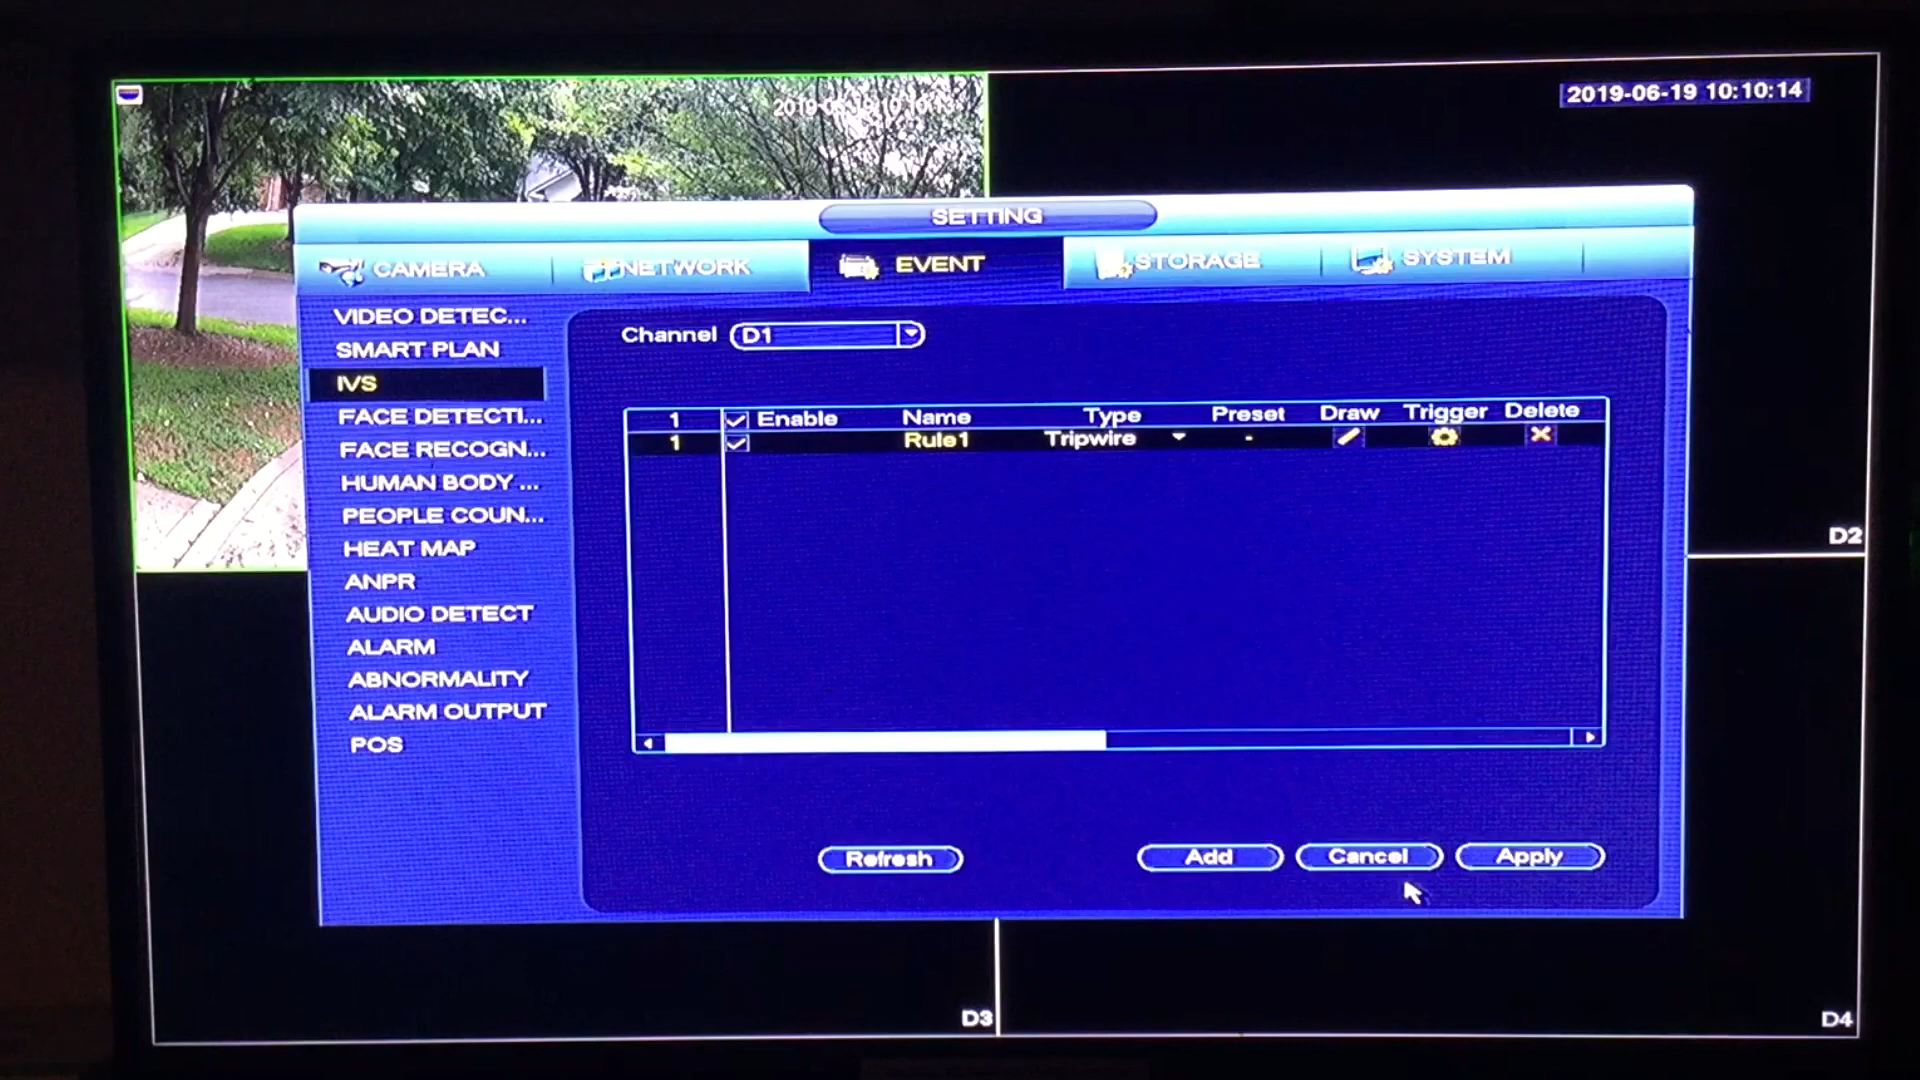 2019-06-19 10:10:14
SETTING
CAMERA NETWORK EVENT STORAGE SYSTEM
VIDEO DETEC...
SMART PLAN
IVS
FACE DETECTI...
FACE RECOGN...
HUMAN BODY ...
PEOPLE COUN...
HEAT MAP
ANPR
AUDIO DETECT
ALARM
ABNORMALITY
ALARM OUTPUT
POS
Channel D1
1 Enable Name Type Preset Draw Trigger Delete
1 Rule1 Tripwire -
Refresh Add Cancel Apply
D2
D3
D4